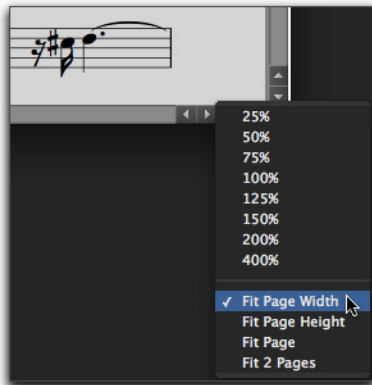 25%
50%
75%
100%
125%
150%
200%
400%
✓ Fit Page Width
Fit Page Height
Fit Page
Fit 2 Pages